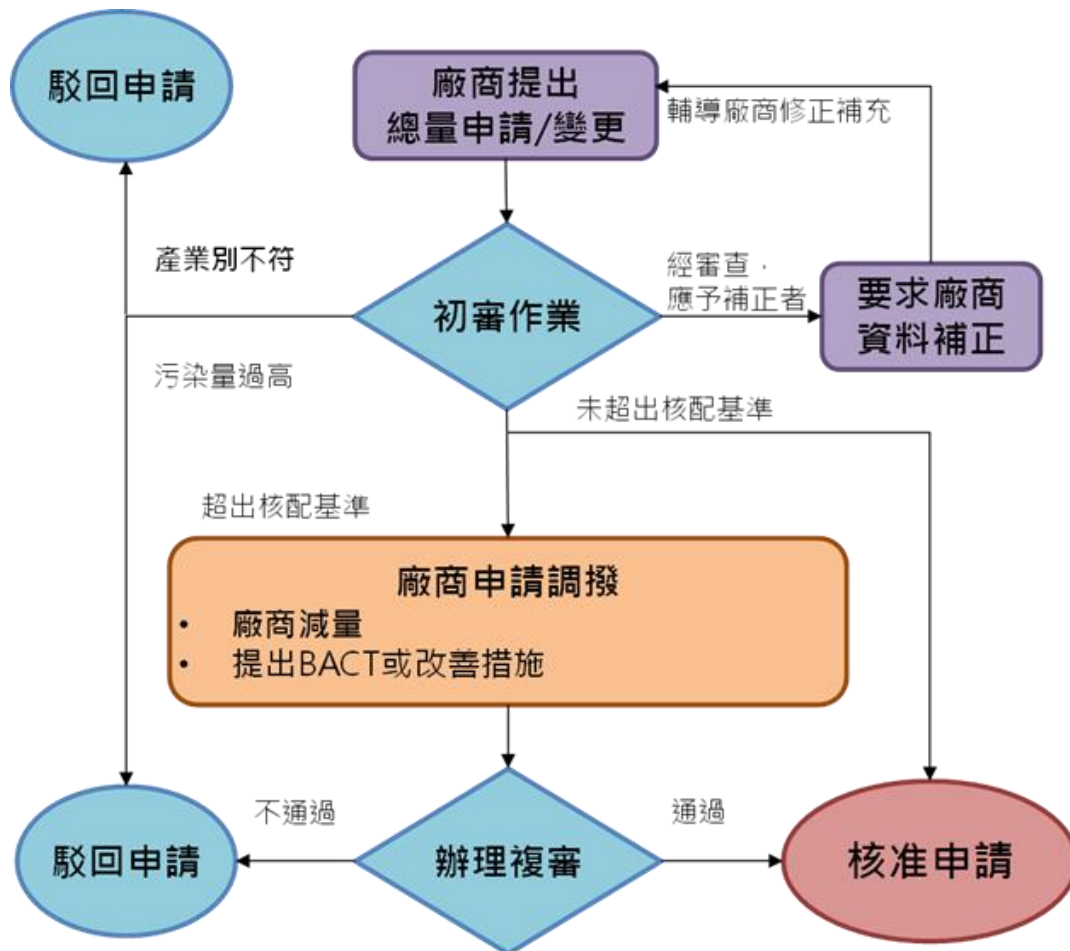 駁回申請
廠商提出
總量申請/變更
輔導廠商修正補充
產業別不符
經審查，
應予補正者
初審作業
要求廠商
資料補正
污染量過高
未超出核配基準
超出核配基準
廠商申請調撥
• 廠商減量
• 提出BACT或改善措施
不通過
通過
駁回申請
辦理複審
核准申請